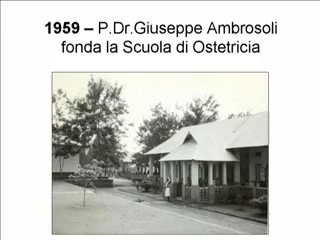 1959 – P.Dr.Giuseppe Ambrosoli
fonda la Scuola di Ostetricia